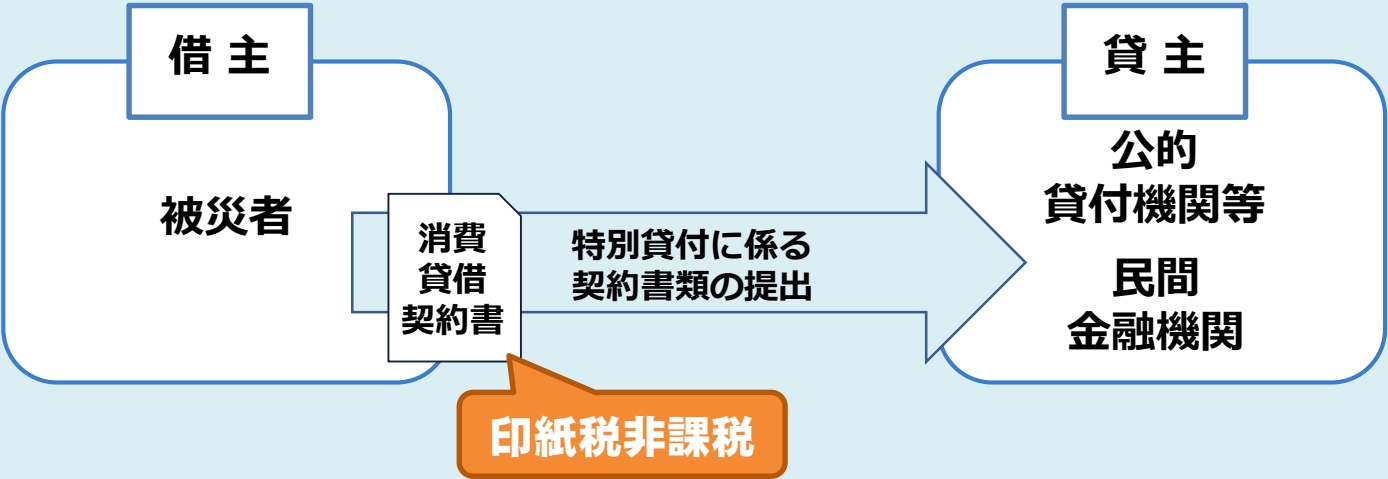 借 主
被災者
消費
貸借
契約書
特別貸付に係る
契約書類の提出
印紙税非課税
貸 主
公的
貸付機関等
民間
金融機関